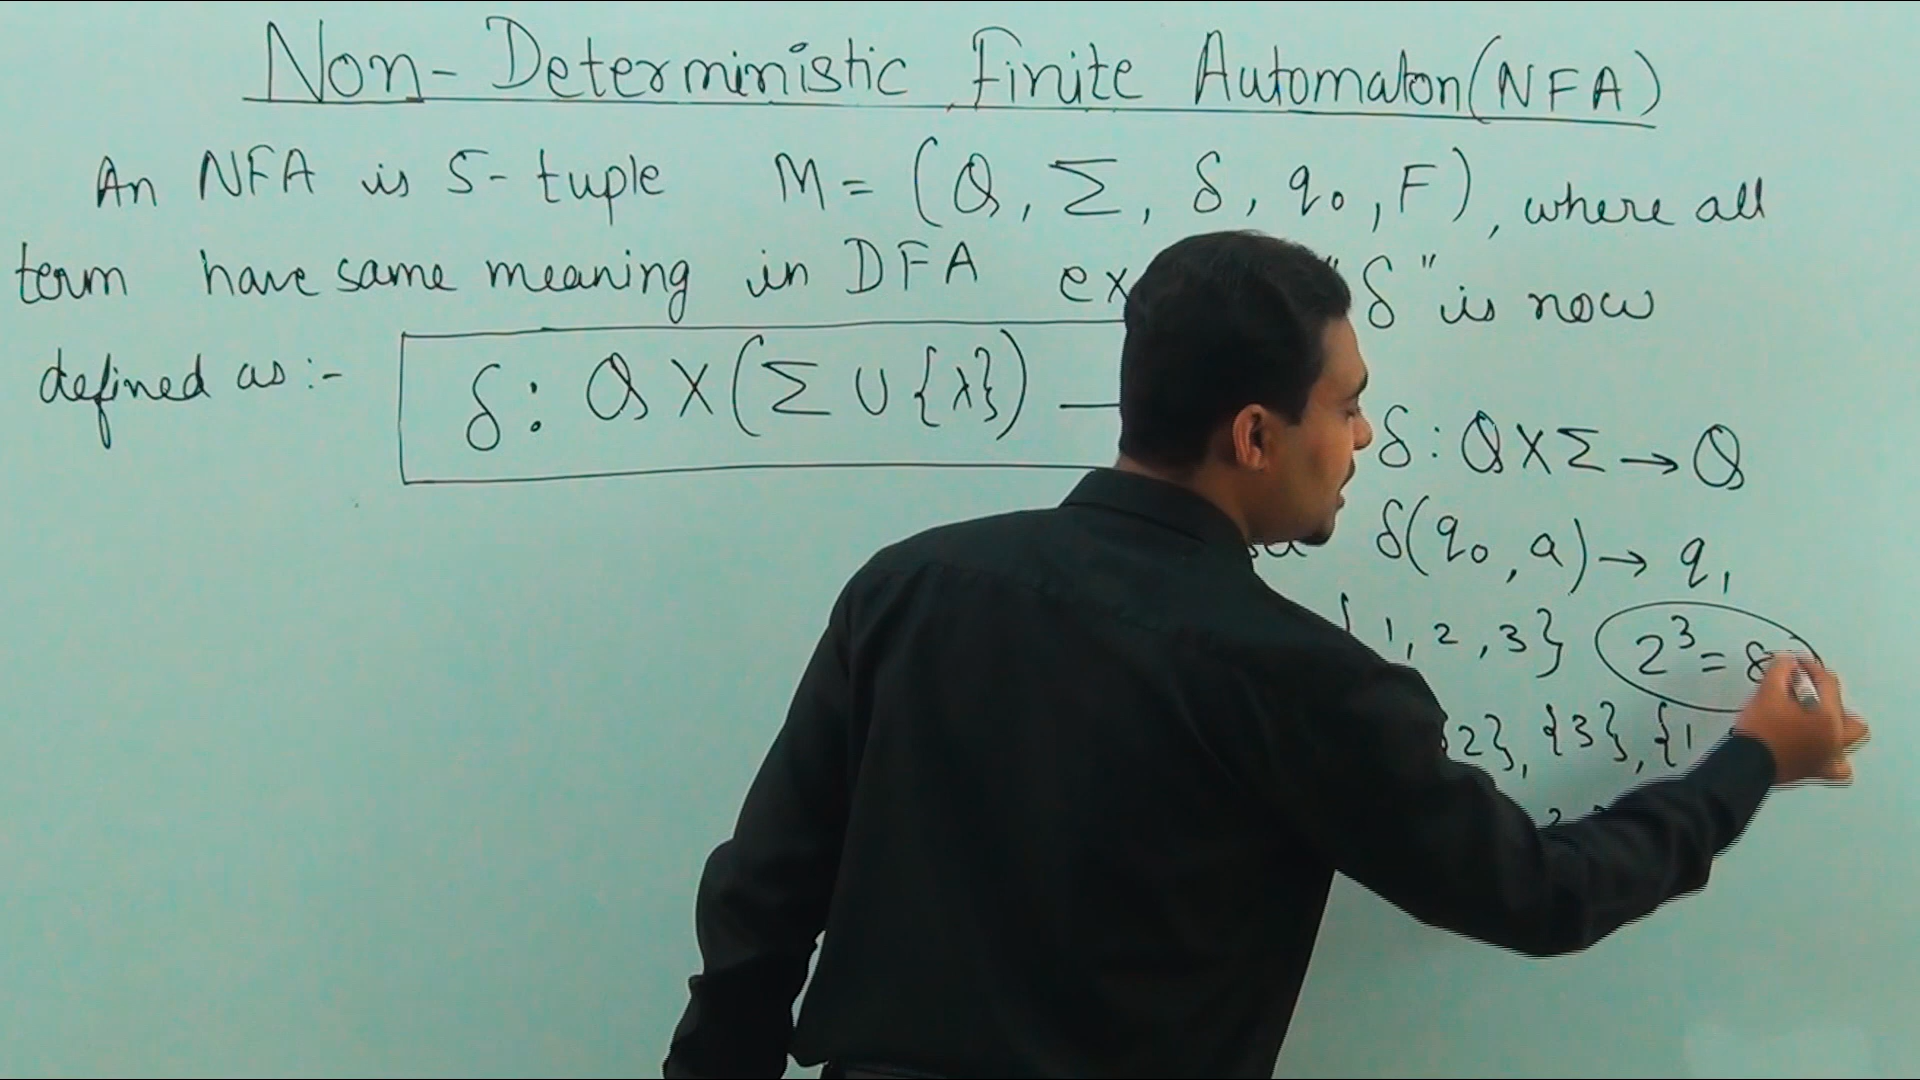 Non-Deterministic Finite Automaton(NFA)
An NFA is 5-tuple M = (Q, Σ, δ, q₀, F), where all
term have same meaning in DFA "δ" is now
defined as :- δ: Q X (Σ ∪ {λ})
δ : Q X Σ → Q
δ(q₀, a) → q₁
1, 2, 3} 2³ = 8
{2}, {3}, {1